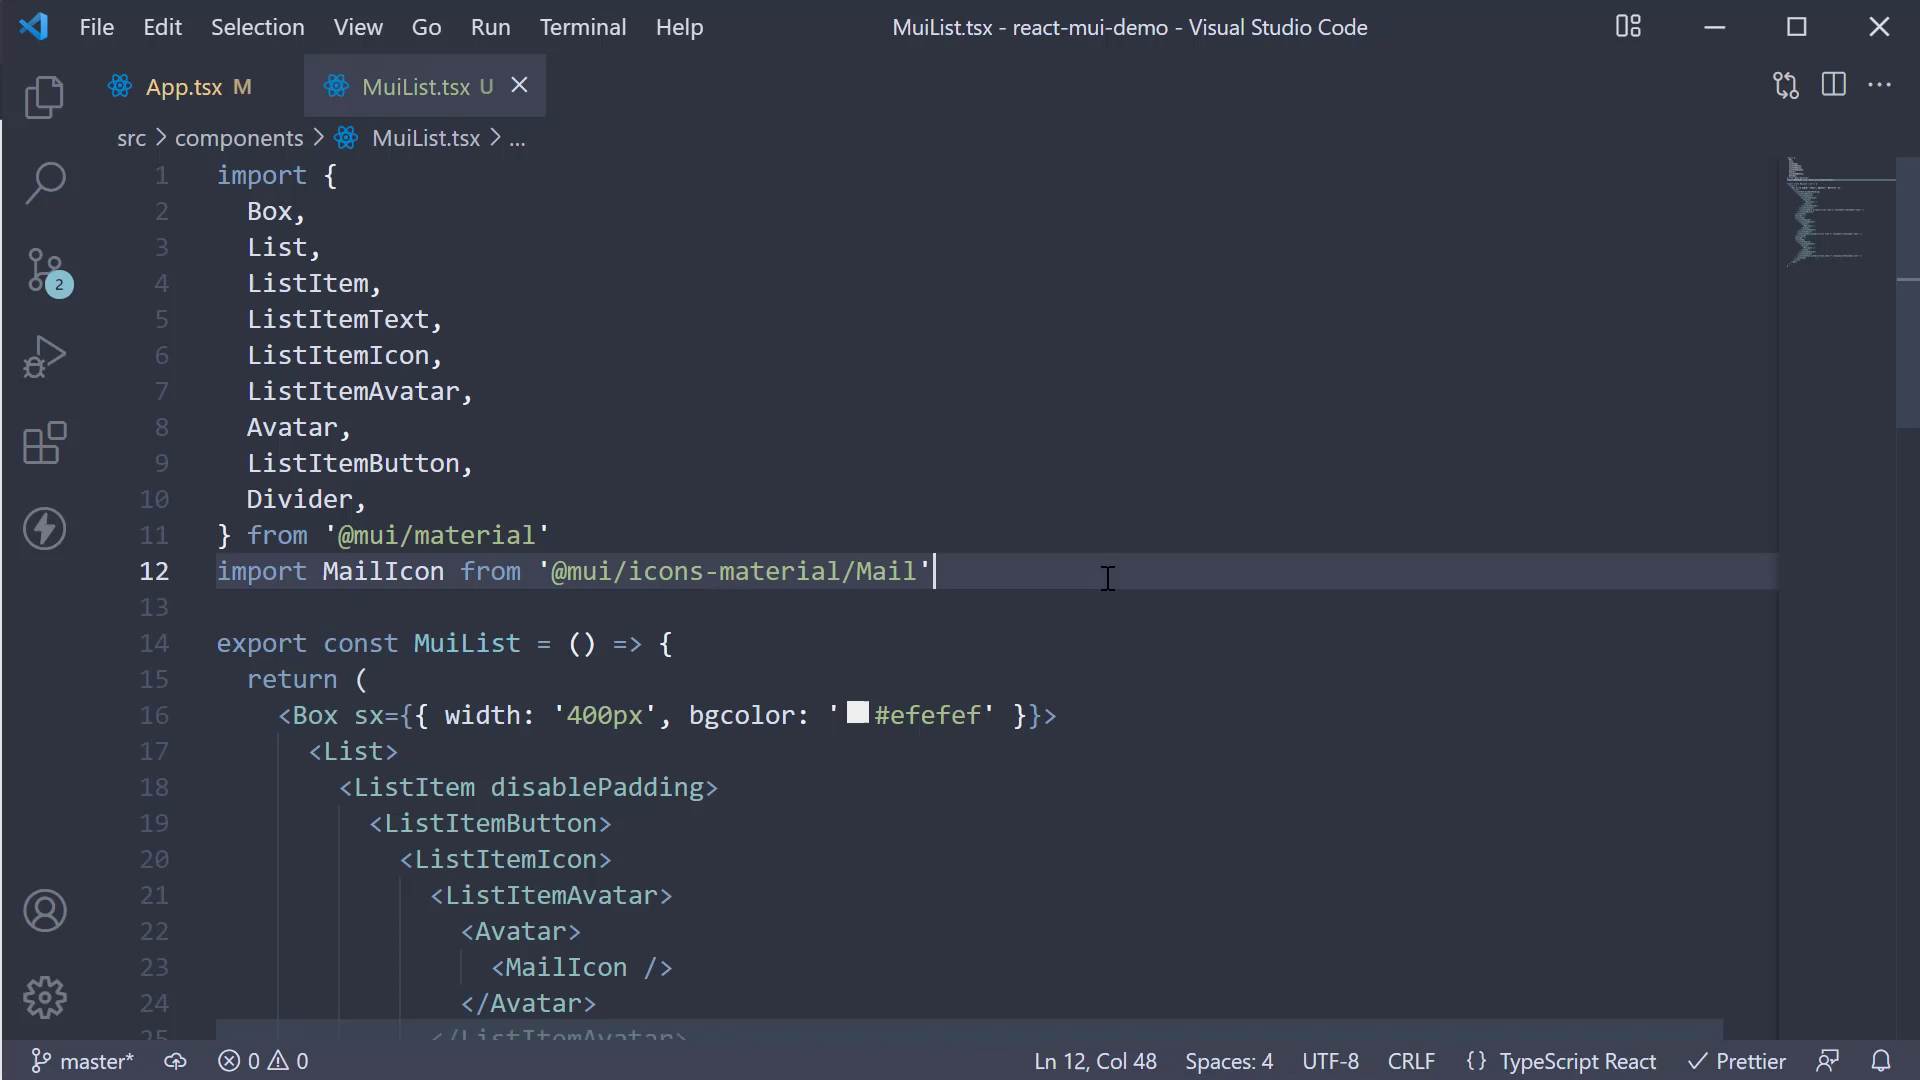 File Edit Selection View Go Run Terminal Help MuiList.tsx - react-mui-demo - Visual Studio Code
App.tsx M MuiList.tsx U
src > components > MuiList.tsx > ...
1 import {
2 Box,
3 List,
4 ListItem,
5 ListItemText,
6 ListItemIcon,
7 ListItemAvatar,
8 Avatar,
9 ListItemButton,
10 Divider,
11 } from '@mui/material'
12 import MailIcon from '@mui/icons-material/Mail'
13
14 export const MuiList = () => {
15 return (
16 <Box sx={{ width: '400px', bgcolor: '#efefef' }}>
17 <List>
18 <ListItem disablePadding>
19 <ListItemButton>
20 <ListItemIcon>
21 <ListItemAvatar>
22 <Avatar>
23 <MailIcon />
24 </Avatar>
25 </ListItemAvatar>
2
master* 0 0 Ln 12, Col 48 Spaces: 4 UTF-8 CRLF {} TypeScript React Prettier